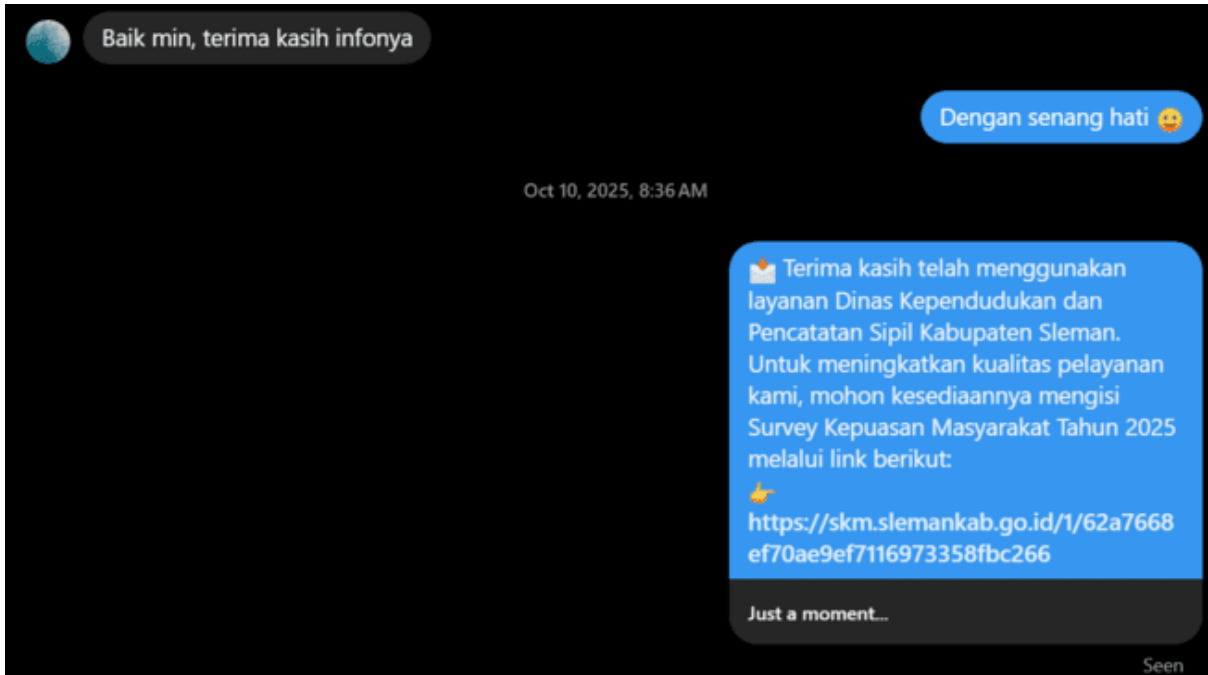 Baik min, terima kasih infonya
Dengan senang hati 😀
Oct 10, 2025, 8:36 AM
📩 Terima kasih telah menggunakan
layanan Dinas Kependudukan dan
Pencatatan Sipil Kabupaten Sleman.
Untuk meningkatkan kualitas pelayanan
kami, mohon kesediaannya mengisi
Survey Kepuasan Masyarakat Tahun 2025
melalui link berikut:
👉
https://skm.slemankab.go.id/1/62a7668
ef70ae9ef7116973358fbc266
Just a moment...
Seen